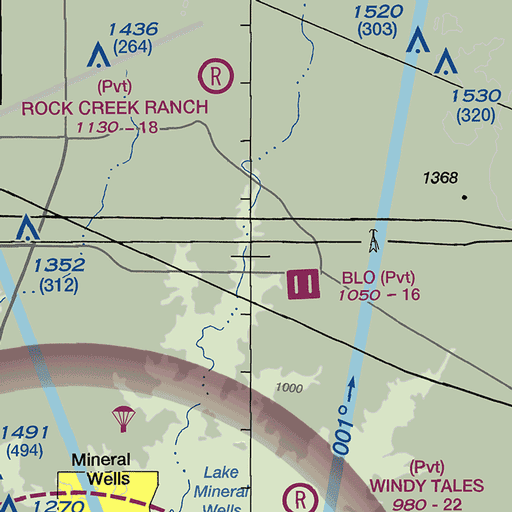 1436
(264)
1520
(303)
(Pvt)
R
ROCK CREEK RANCH
1130 - 18
1530
(320)
1368
1352
(312)
BLO (Pvt)
1050 - 16
1000
001°
1491
(494)
Mineral
Wells
1270
Lake
Mineral
Wells
R
(Pvt)
WINDY TALES
980 - 22